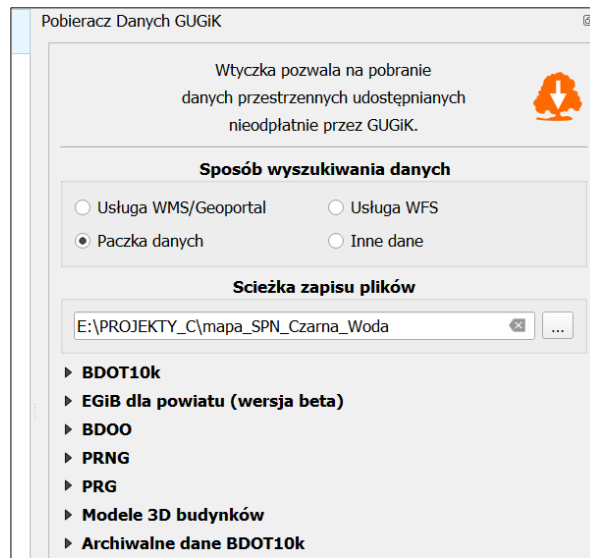 Pobieracz Danych GUGiK
Wtyczka pozwala na pobranie
danych przestrzennych udostępnianych
nieodpłatnie przez GUGiK.
Sposób wyszukiwania danych
Usługa WMS/Geoportal Usługa WFS
Paczka danych Inne dane
Scieżka zapisu plików
E:\PROJEKTY_C\mapa_SPN_Czarna_Woda ...
BDOT10k
EGiB dla powiatu (wersja beta)
BDOO
PRNG
PRG
Modele 3D budynków
Archiwalne dane BDOT10k